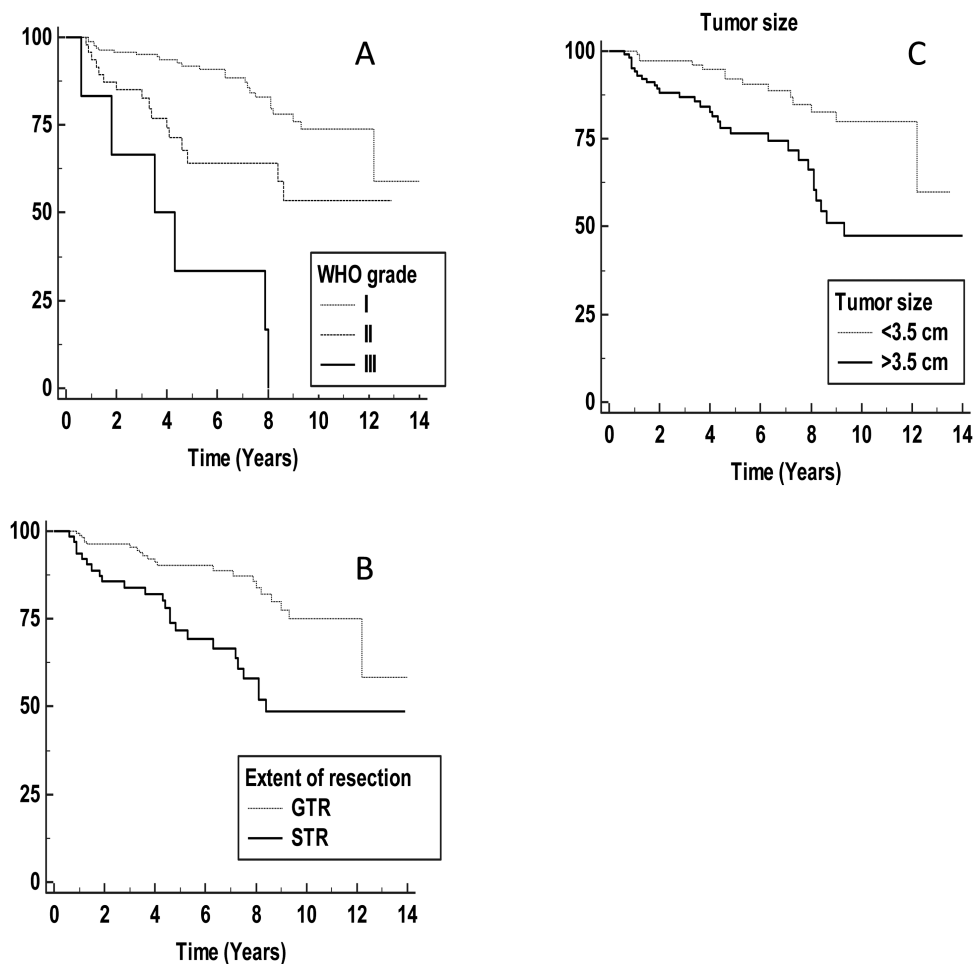 A
100
75
50
25
0
WHO grade
I
II
III
0 2 4 6 8 10 12 14
Time (Years)
Tumor size
C
100
75
50
25
0
Tumor size
<3.5 cm
>3.5 cm
0 2 4 6 8 10 12 14
Time (Years)
B
100
75
50
25
0
Extent of resection
GTR
STR
0 2 4 6 8 10 12 14
Time (Years)